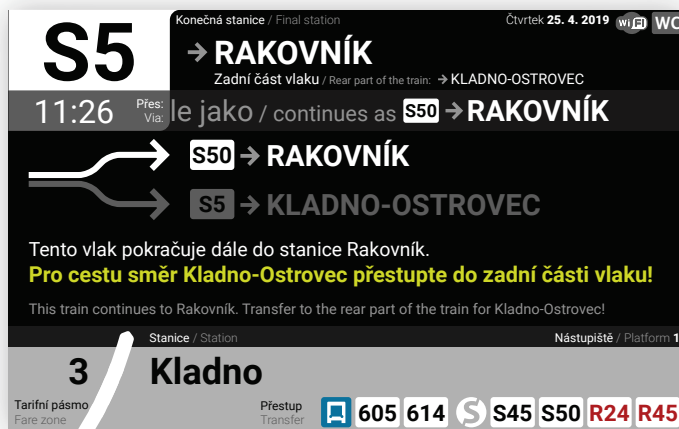 S5
Konečná stanice / Final station
Čtvrtek 25. 4. 2019 WiFi WC
→ RAKOVNÍK
Zadní část vlaku / Rear part of the train: → KLADNO-OSTROVEC
11:26
Přes:
Via:
le jako / continues as S50 → RAKOVNÍK
S50 → RAKOVNÍK
S5 → KLADNO-OSTROVEC
Tento vlak pokračuje dále do stanice Rakovník.
Pro cestu směr Kladno-Ostrovec přestupte do zadní části vlaku!
This train continues to Rakovník. Transfer to the rear part of the train for Kladno-Ostrovec!
Stanice / Station
Nástupiště / Platform 1
3
Kladno
Tarifní pásmo
Fare zone
Přestup
Transfer
605 614 S S45 S50 R24 R45